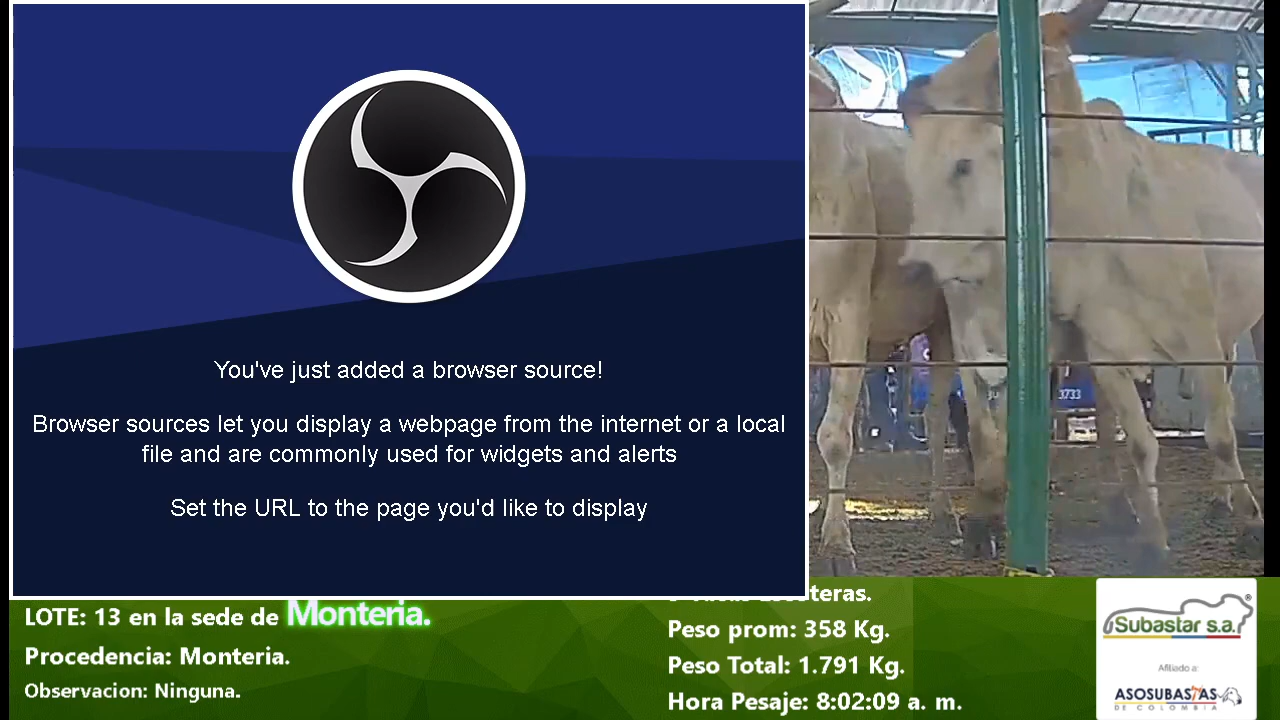 You've just added a browser source!
Browser sources let you display a webpage from the internet or a local
file and are commonly used for widgets and alerts
Set the URL to the page you'd like to display
3733
LOTE: 13 en la sede de Monteria.
Procedencia: Monteria.
Observacion: Ninguna.
Peso prom: 358 Kg.
Peso Total: 1.791 Kg.
Hora Pesaje: 8:02:09 a. m.
Subastar s.a.®
Afiliado a:
ASOSUBASTAS
DE COLOMBIA